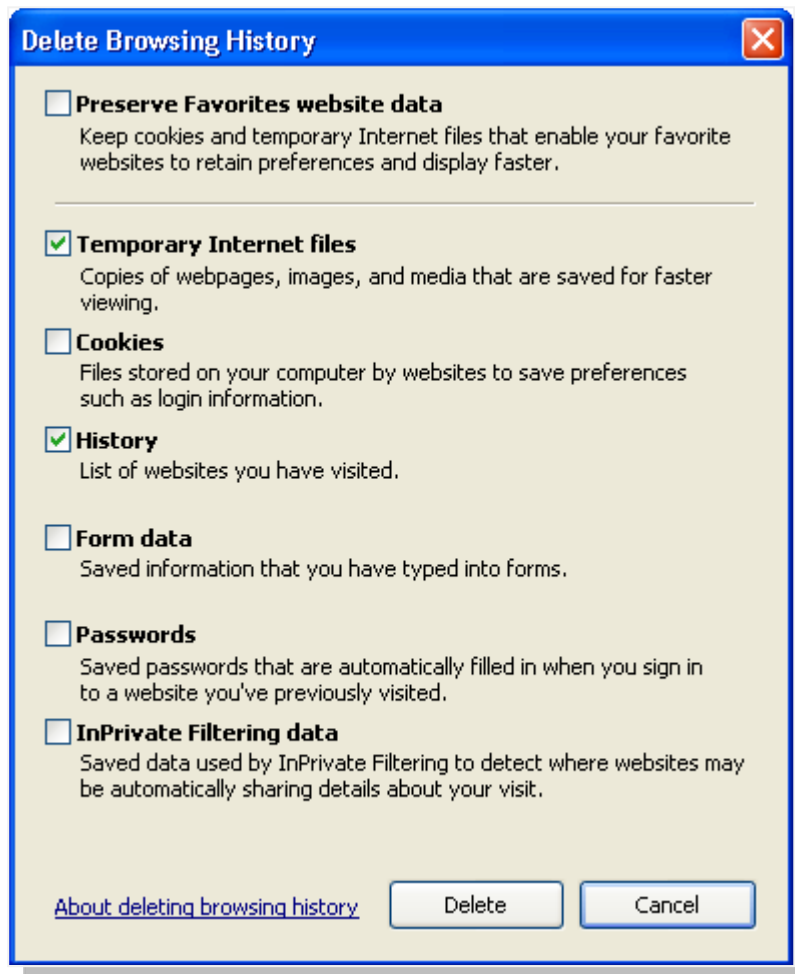 Delete Browsing History
Preserve Favorites website data
Keep cookies and temporary Internet files that enable your favorite
websites to retain preferences and display faster.
Temporary Internet files
Copies of webpages, images, and media that are saved for faster
viewing.
Cookies
Files stored on your computer by websites to save preferences
such as login information.
History
List of websites you have visited.
Form data
Saved information that you have typed into forms.
Passwords
Saved passwords that are automatically filled in when you sign in
to a website you've previously visited.
InPrivate Filtering data
Saved data used by InPrivate Filtering to detect where websites may
be automatically sharing details about your visit.
About deleting browsing history Delete Cancel